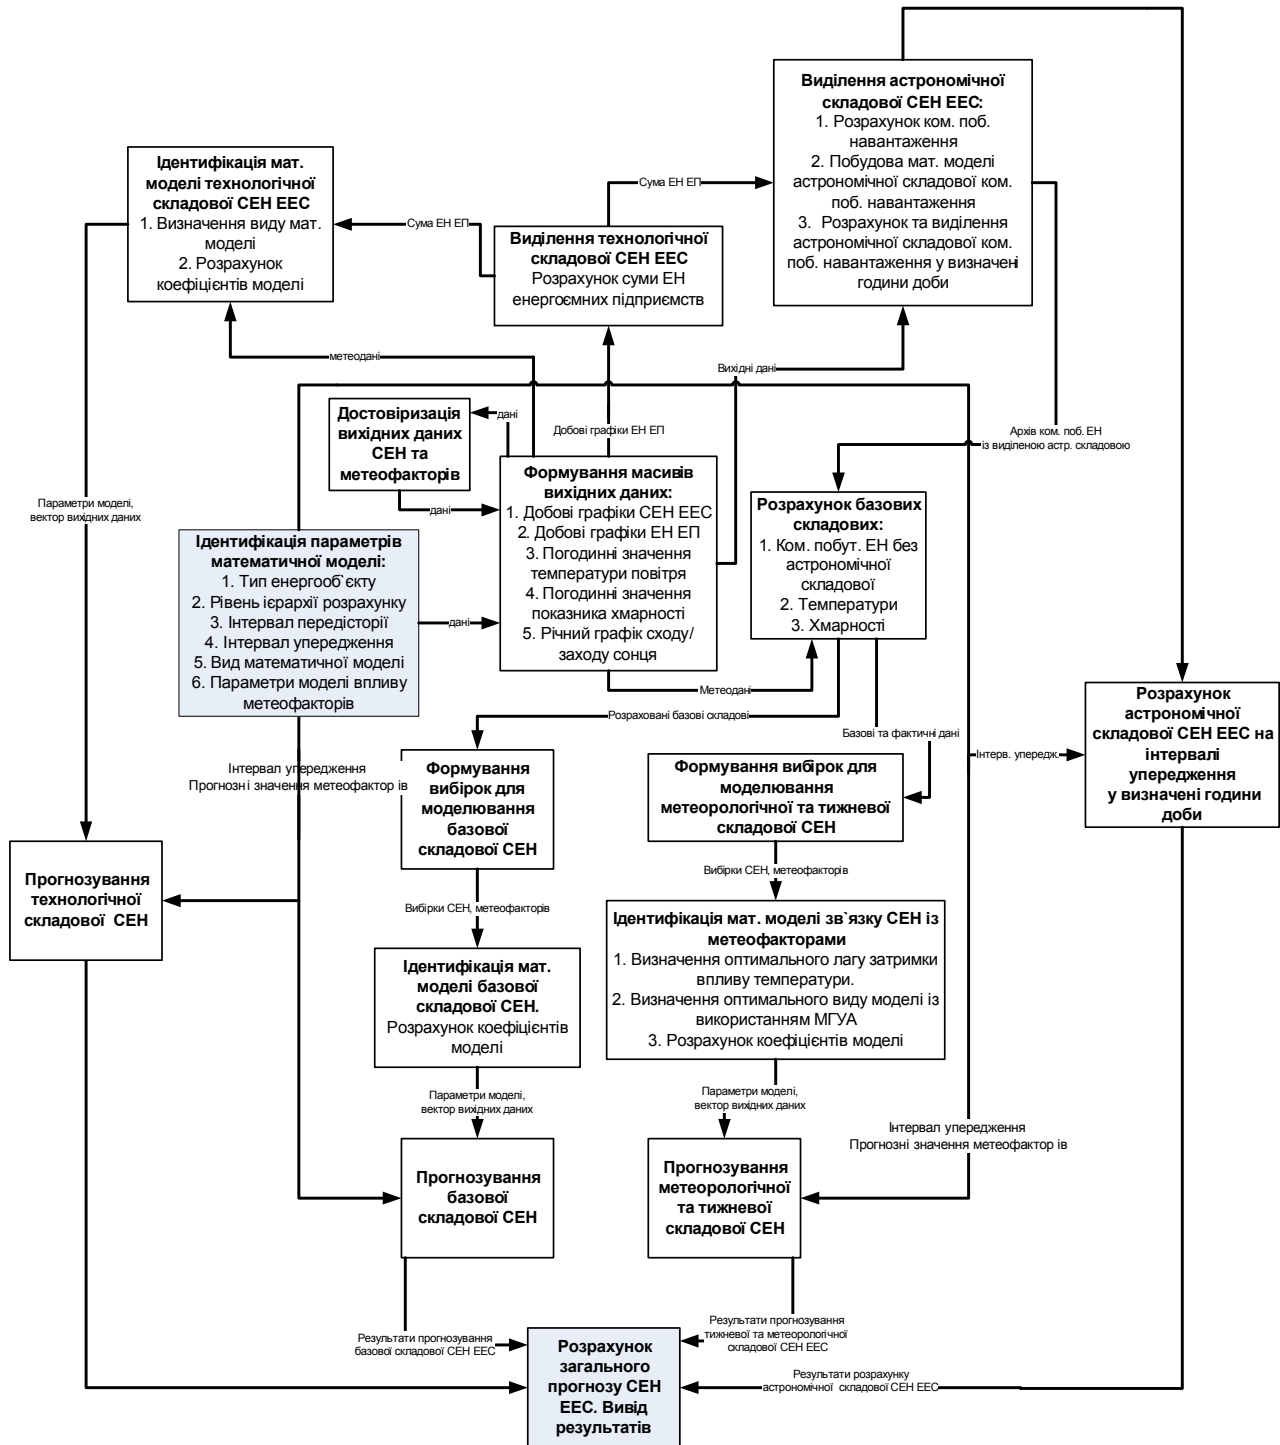 Виділення астрономічної
складової СЕН ЕЕС:
1. Розрахунок ком. поб.
навантаження
2. Побудова мат. моделі
астрономічної складової ком.
поб. навантаження
3. Розрахунок та виділення
астрономічної складової ком.
поб. навантаження у визначені
години доби
Ідентифікація мат.
моделі технологічної
складової СЕН ЕЕС
1. Визначення виду мат.
моделі
2. Розрахунок
коефіцієнтів моделі
Сума ЕН ЕП
Сума ЕН ЕП
Виділення технологічної
складової СЕН ЕЕС
Розрахунок суми ЕН
енергоємних підприємств
метеодані
Вихідні дані
Достовіризація
вихідних даних
СЕН та
метеофакторів
дані
дані
Добові графіки ЕН ЕП
Архів ком. поб. ЕН
із виділеною астр. складовою
Формування масивів
вихідних даних:
1. Добові графіки СЕН ЕЕС
2. Добові графіки ЕН ЕП
3. Погодинні значення
температури повітря
4. Погодинні значення
показника хмарності
5. Річний графік сходу/
заходу сонця
Розрахунок базових
складових:
1. Ком. побут. ЕН без
астрономічної
складової
2. Температури
3. Хмарності
Параметри моделі,
вектор вихідних даних
Ідентифікація параметрів
математичної моделі:
1. Тип енергооб`єкту
2. Рівень ієрархії розрахунку
3. Інтервал передісторії
4. Інтервал упередження
5. Вид математичної моделі
6. Параметри моделі впливу
метеофакторів
дані
Метеодані
Розраховані базові складові
Базові та фактичні дані
Інтерв. упередж.
Розрахунок
астрономічної
складової СЕН ЕЕС на
інтервалі
упередження
у визначені години
доби
Інтервал упередження
Прогнозні значення метеофактор ів
Формування
вибірок для
моделювання
базової
складової СЕН
Формування вибірок для
моделювання
метеорологічної та тижневої
складової СЕН
Прогнозування
технологічної
складової СЕН
Вибірки СЕН, метеофакторів
Вибірки СЕН, метеофакторів
Ідентифікація мат.
моделі базової
складової СЕН.
Розрахунок коефіцієнтів
моделі
Ідентифікація мат. моделі зв`язку СЕН із
метеофакторами
1. Визначення оптимального лагу затримки
впливу температури.
2. Визначення оптимального виду моделі із
використанням МГУА
3. Розрахунок коефіцієнтів моделі
Параметри моделі,
вектор вихідних даних
Параметри моделі,
вектор вихідних даних
Інтервал упередження
Прогнозні значення метеофактор ів
Прогнозування
базової
складової СЕН
Прогнозування
метеорологічної
та тижневої
складової СЕН
Результати прогнозування
базової складової СЕН ЕЕС
Результати прогнозування
тижневої та метеорологічної
складової СЕН ЕЕС
Розрахунок
загального
прогнозу СЕН
ЕЕС. Вивід
результатів
Результати розрахунку
астрономічної складової СЕН ЕЕС